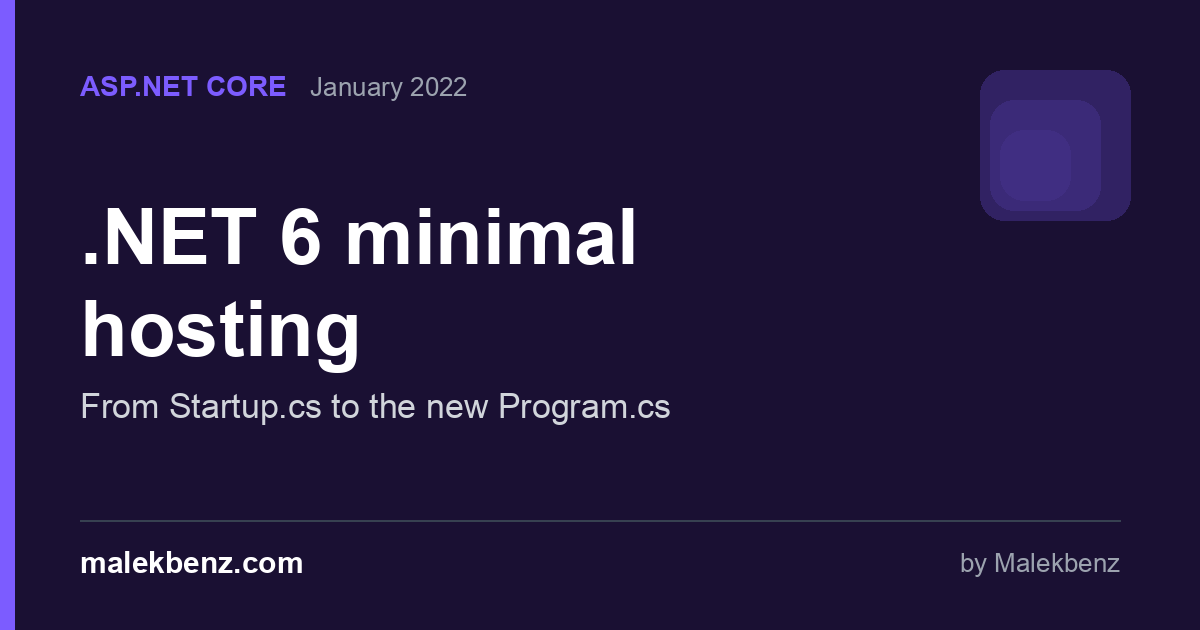 ASP.NET CORE January 2022
.NET 6 minimal
hosting
From Startup.cs to the new Program.cs
malekbenz.com
by Malekbenz